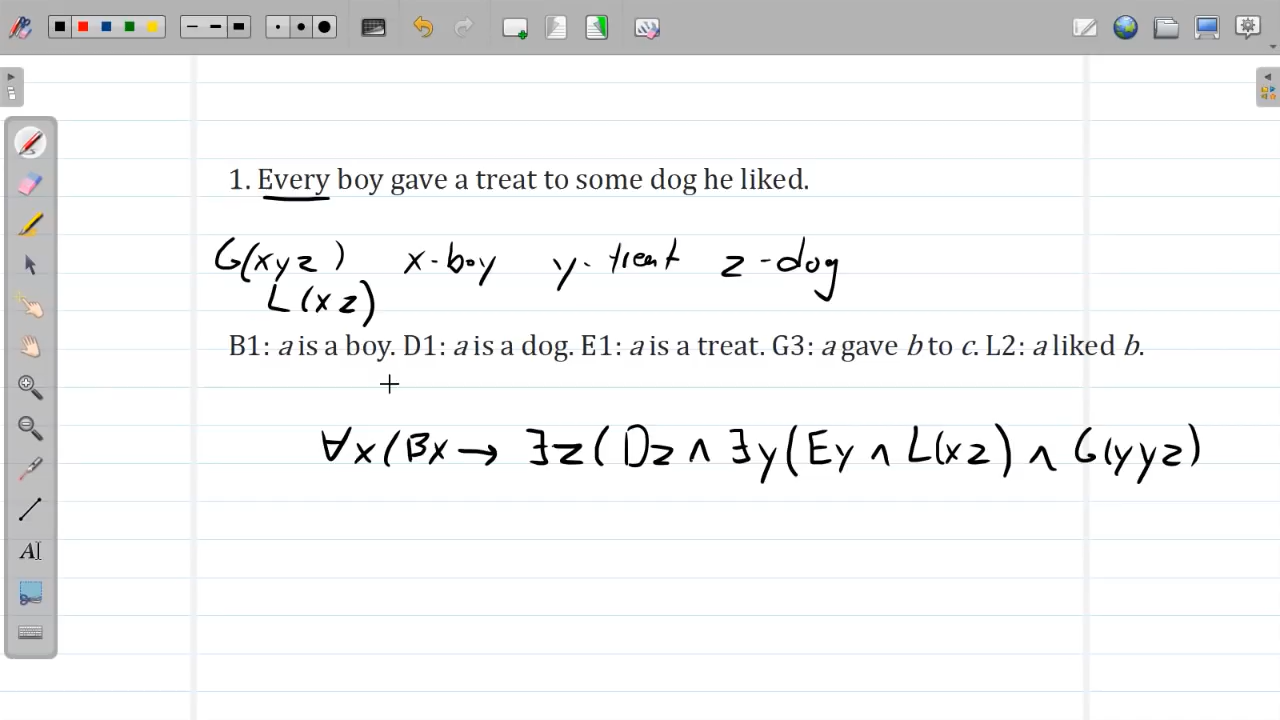 1. Every boy gave a treat to some dog he liked.
G(xyz) x-boy y-treat z-dog
L(xz)
B1: a is a boy. D1: a is a dog. E1: a is a treat. G3: a gave b to c. L2: a liked b.
∀x(Bx → ∃z(Dz ∧ ∃y(Ey ∧ L(xz) ∧ G(yyz)